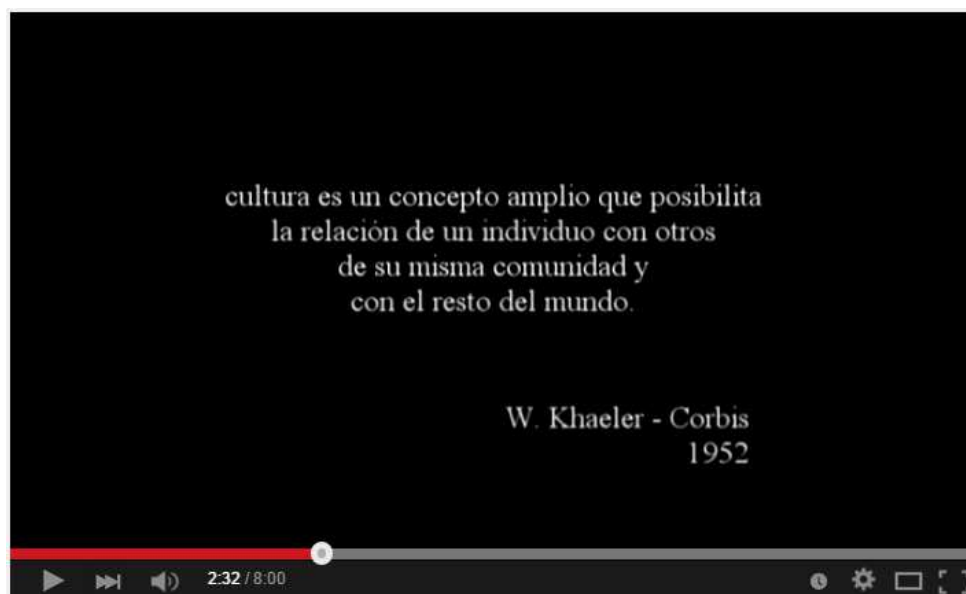 cultura es un concepto amplio que posibilita
la relación de un individuo con otros
de su misma comunidad y
con el resto del mundo.
W. Khaeler - Corbis
1952
2:32 / 8:00